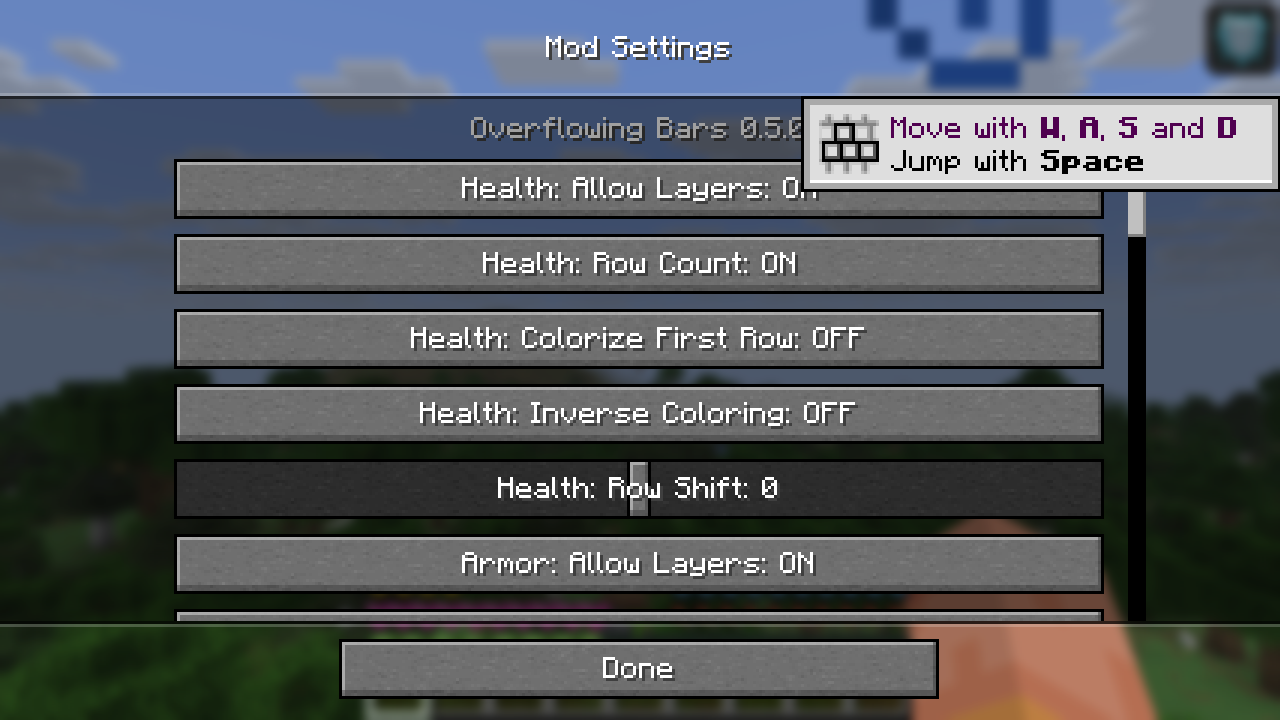 Mod Settings
Overflowing Bars 0.5.0
Move with W, A, S and D
Jump with Space
Health: Allow Layers: ON
Health: Row Count: ON
Health: Colorize First Row: OFF
Health: Inverse Coloring: OFF
Health: Row Shift: 0
Armor: Allow Layers: ON
Done